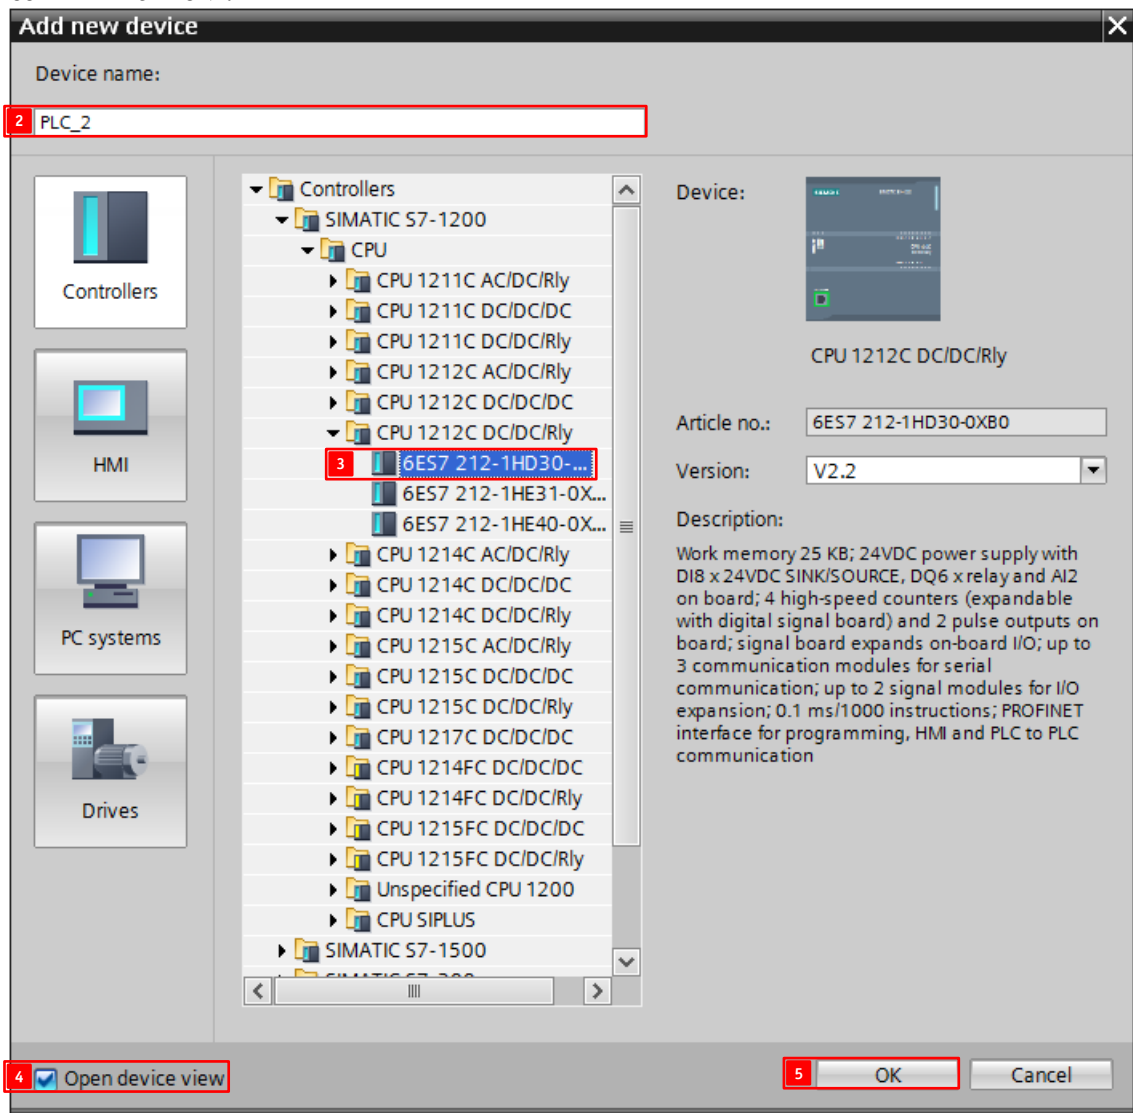 Add new device
Device name:
2 PLC_2
Controllers
HMI
PC systems
Drives
Controllers
SIMATIC S7-1200
CPU
CPU 1211C AC/DC/Rly
CPU 1211C DC/DC/DC
CPU 1211C DC/DC/Rly
CPU 1212C AC/DC/Rly
CPU 1212C DC/DC/DC
CPU 1212C DC/DC/Rly
3 6ES7 212-1HD30-...
6ES7 212-1HE31-0X...
6ES7 212-1HE40-0X...
CPU 1214C AC/DC/Rly
CPU 1214C DC/DC/DC
CPU 1214C DC/DC/Rly
CPU 1215C AC/DC/Rly
CPU 1215C DC/DC/DC
CPU 1215C DC/DC/Rly
CPU 1217C DC/DC/DC
CPU 1214FC DC/DC/DC
CPU 1214FC DC/DC/Rly
CPU 1215FC DC/DC/DC
CPU 1215FC DC/DC/Rly
Unspecified CPU 1200
CPU SIPLUS
SIMATIC S7-1500
Device:
CPU 1212C DC/DC/Rly
Article no.: 6ES7 212-1HD30-0XB0
Version: V2.2
Description:
Work memory 25 KB; 24VDC power supply with
DI8 x 24VDC SINK/SOURCE, DQ6 x relay and AI2
on board; 4 high-speed counters (expandable
with digital signal board) and 2 pulse outputs on
board; signal board expands on-board I/O; up to
3 communication modules for serial
communication; up to 2 signal modules for I/O
expansion; 0.1 ms/1000 instructions; PROFINET
interface for programming, HMI and PLC to PLC
communication
4 Open device view
5 OK
Cancel